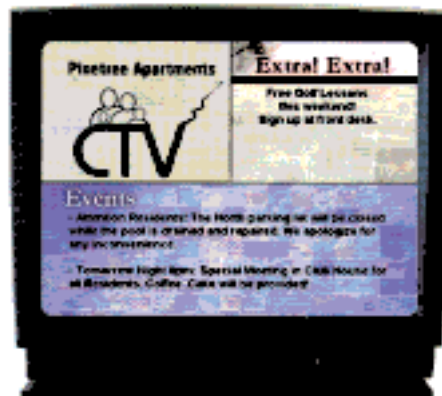 Pinetree Apartments
CTV
Extra! Extra!
Free Golf Lessons
this weekend!
Sign up at front desk.
Events
- Attention Residents: The North parking lot will be closed
while the pool is drained and repaired. We apologize for
any inconvenience.
- Tomorrow Night 8pm: Special Meeting in Club House for
all Residents. Coffee, Cake will be provided!